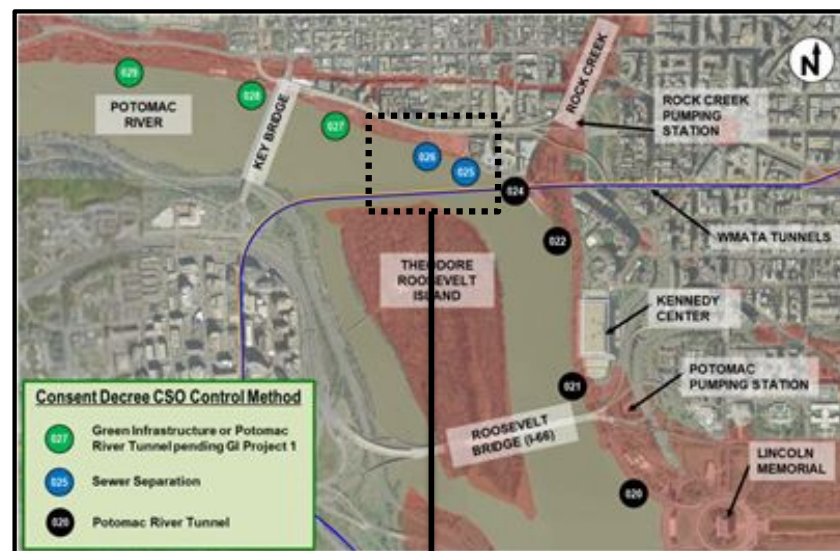 029
POTOMAC
RIVER
028
KEY BRIDGE
027
026
025
ROCK CREEK
N
ROCK CREEK
PUMPING
STATION
024
WMATA TUNNELS
022
THEODORE
ROOSEVELT
ISLAND
KENNEDY
CENTER
021
POTOMAC
PUMPING STATION
ROOSEVELT
BRIDGE (I-66)
LINCOLN
MEMORIAL
020
Consent Decree CSO Control Method
027
Green Infrastructure or Potomac
River Tunnel pending GI Project 1
025
Sewer Separation
020
Potomac River Tunnel